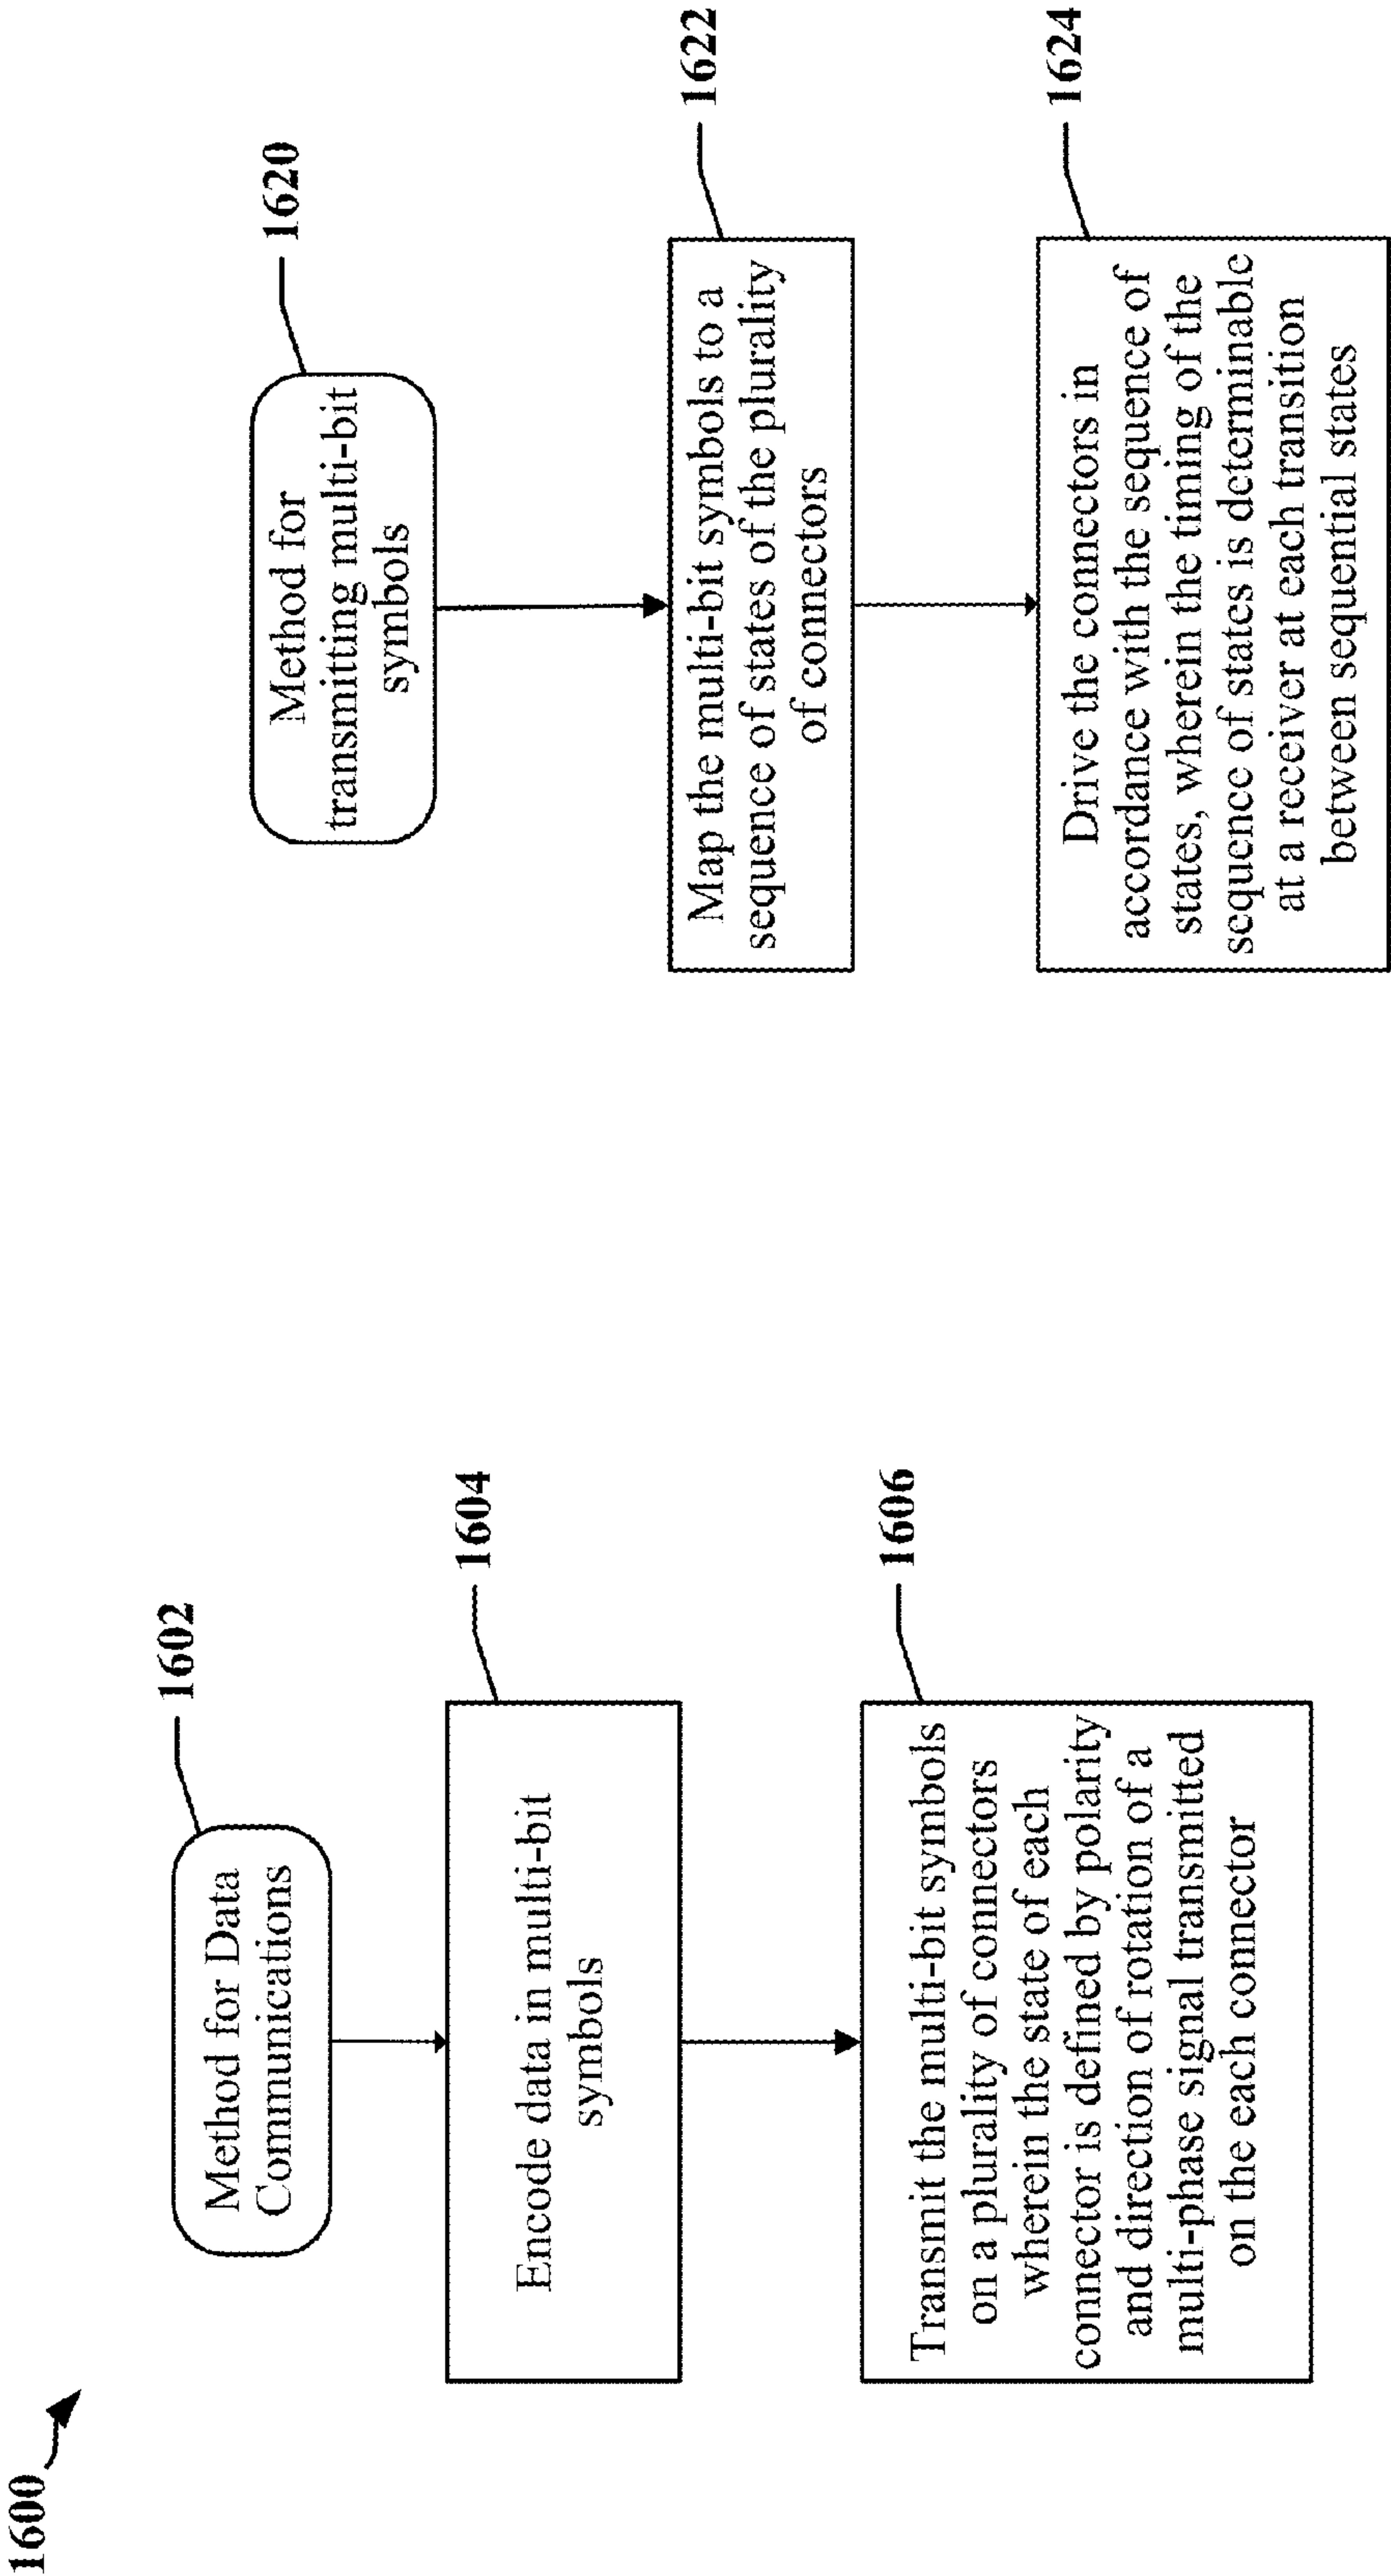 1600
1602
Method for Data
Communications
1604
Encode data in multi-bit
symbols
1606
Transmit the multi-bit symbols
on a plurality of connectors
wherein the state of each
connector is defined by polarity
and direction of rotation of a
multi-phase signal transmitted
on the each connector
1620
Method for
transmitting multi-bit
symbols
1622
Map the multi-bit symbols to a
sequence of states of the plurality
of connectors
1624
Drive the connectors in
accordance with the sequence of
states, wherein the timing of the
sequence of states is determinable
at a receiver at each transition
between sequential states